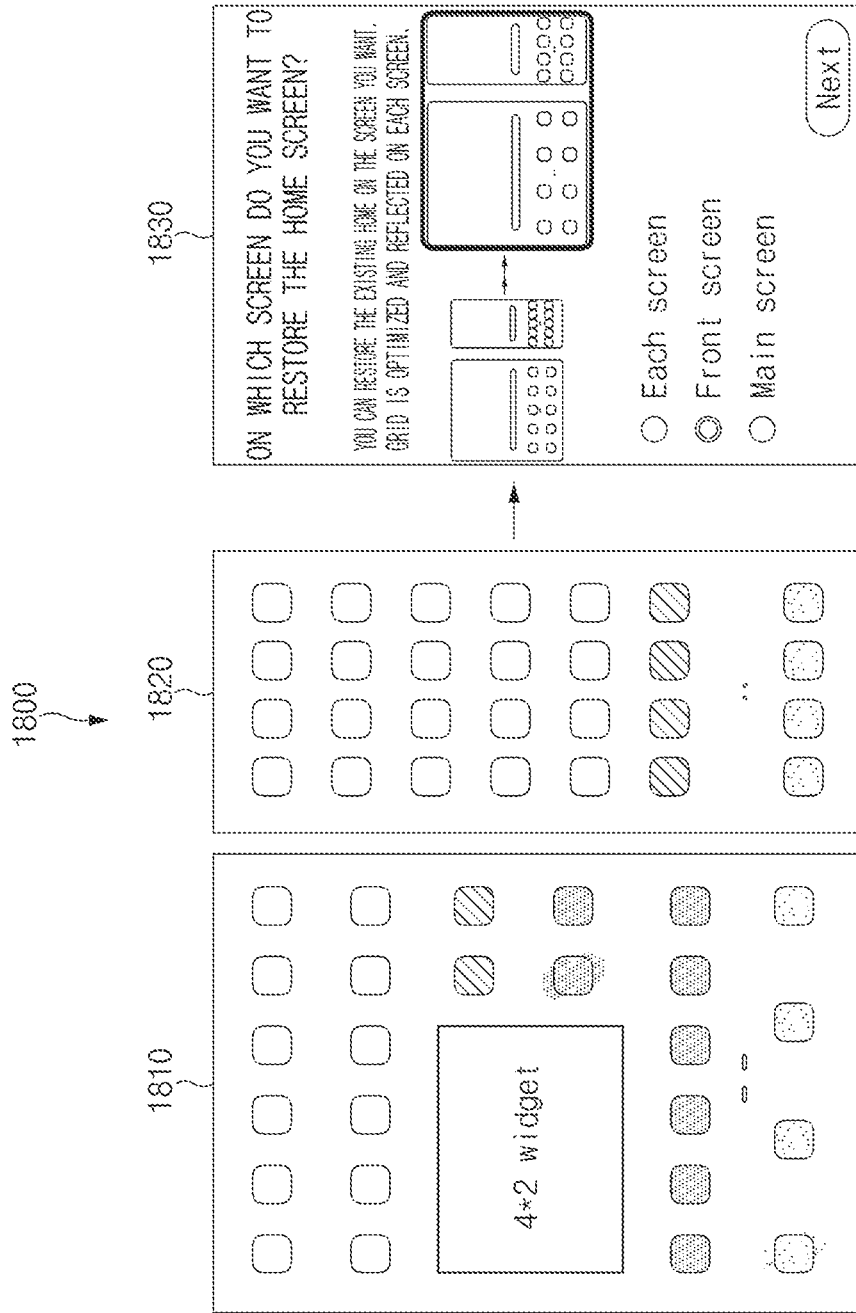 1800
1810
4*2 widget
1820
1830
ON WHICH SCREEN DO YOU WANT TO
RESTORE THE HOME SCREEN?
YOU CAN RESTORE THE EXISTING HOME ON THE SCREEN YOU WANT.
GRID IS OPTIMIZED AND REFLECTED ON EACH SCREEN.
Each screen
Front screen
Main screen
Next